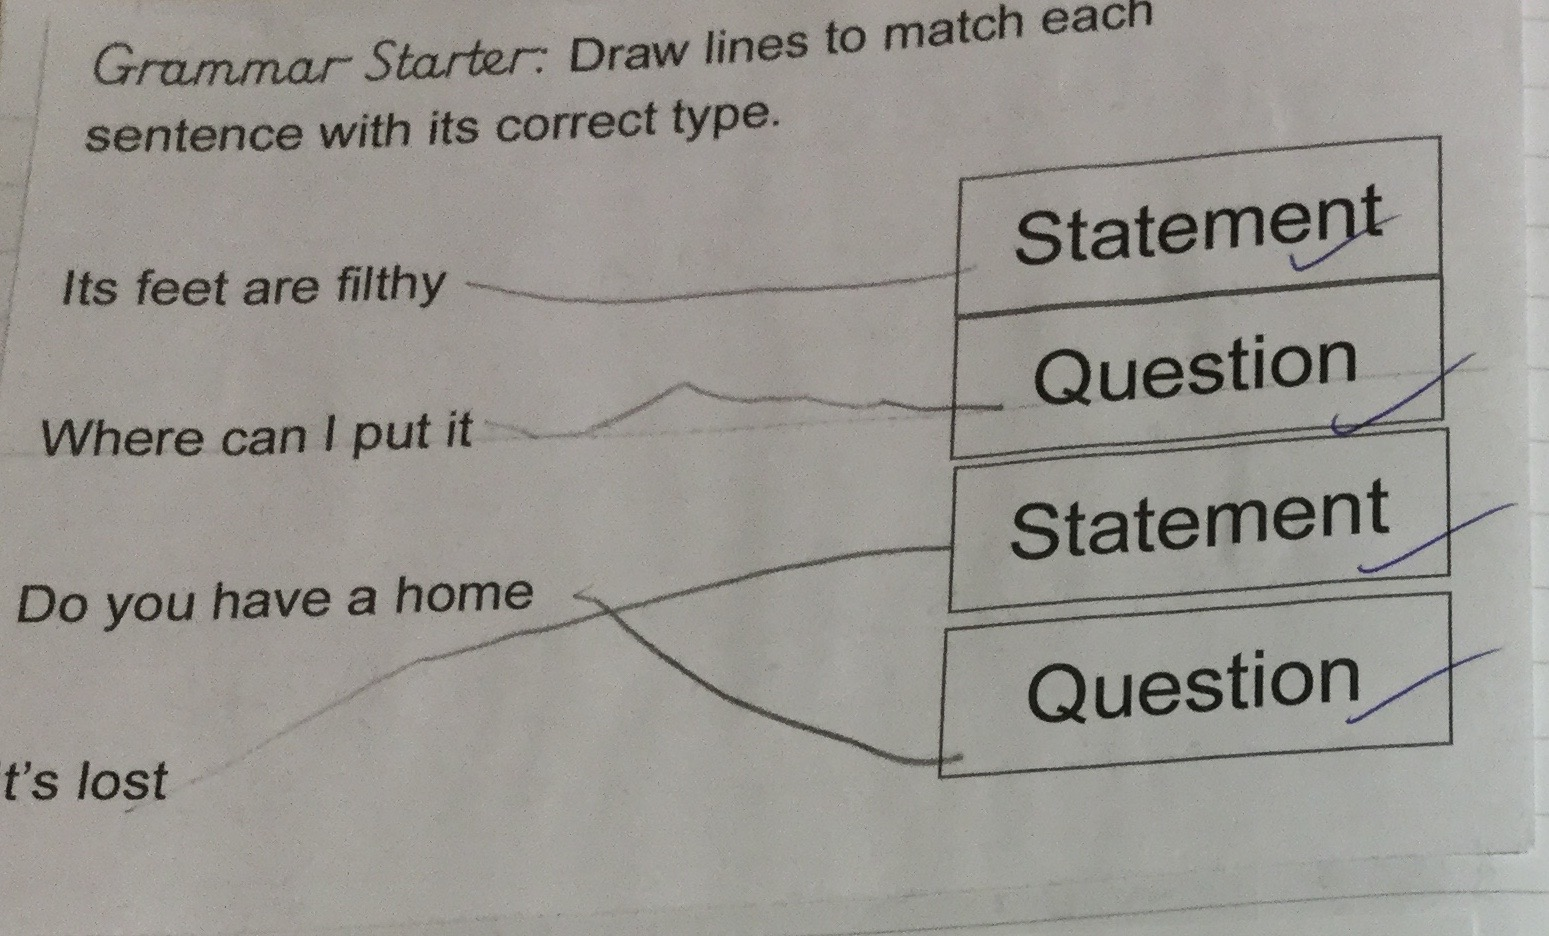 Grammar Starter: Draw lines to match each
sentence with its correct type.
Its feet are filthy
Where can I put it
Do you have a home
t's lost
Statement
Question
Statement
Question